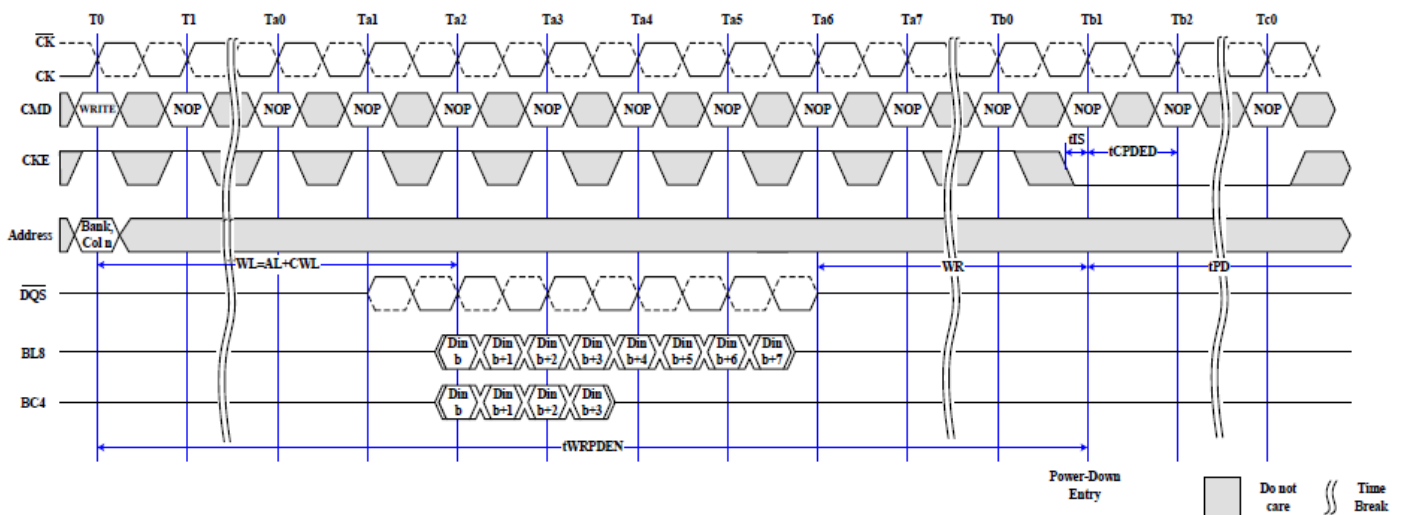 T0 T1 Ta0 Ta1 Ta2 Ta3 Ta4 Ta5 Ta6 Ta7 Tb0 Tb1 Tb2 Tc0
CK
CK
CMD WRITE NOP NOP NOP NOP NOP NOP NOP NOP NOP NOP NOP NOP NOP
tIS
tCPDED
CKE
Address Bank, Col n
WL=AL+CWL WR tPD
DQS
BL8 Din b Din b+1 Din b+2 Din b+3 Din b+4 Din b+5 Din b+6 Din b+7
BC4 Din b Din b+1 Din b+2 Din b+3
tWRPDEN
Power-Down
Entry
Do not
care
Time
Break